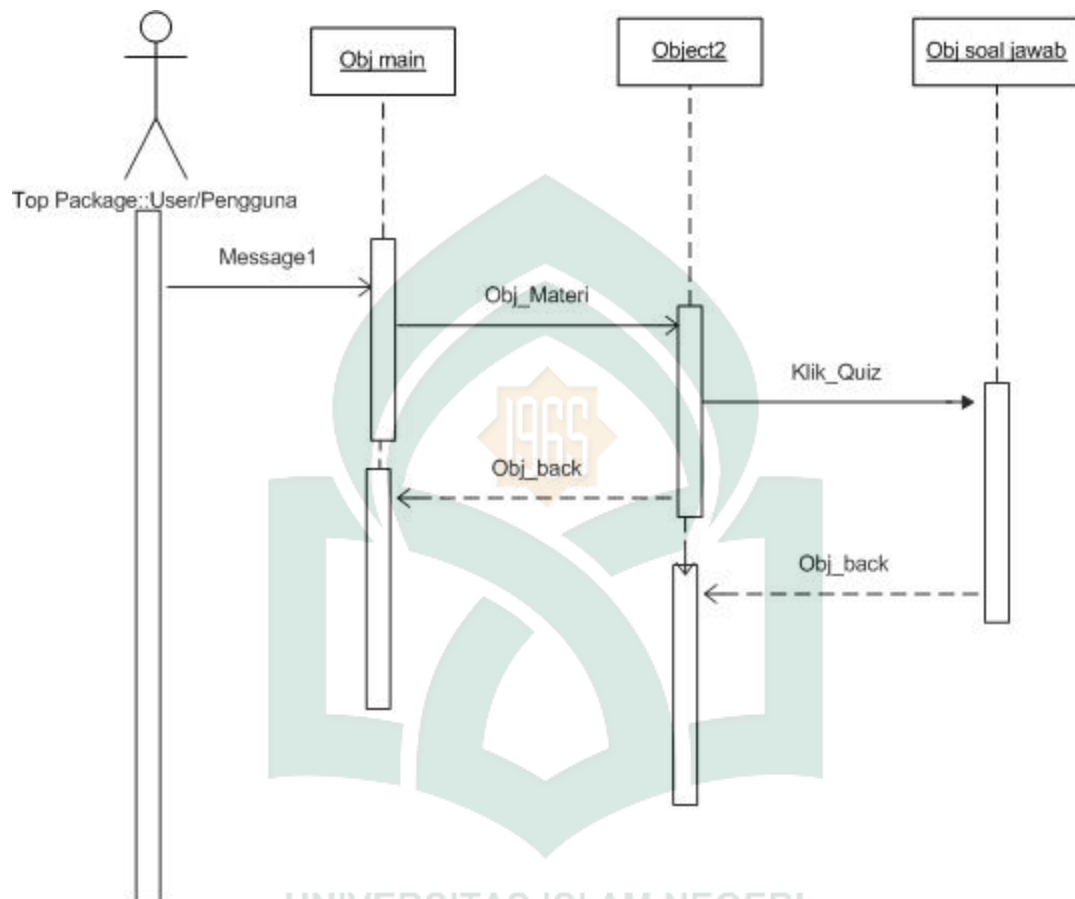 Obj main
Object2
Obj soal jawab
Top Package::User/Pengguna
Message1
Obj_Materi
Klik_Quiz
1965
Obj_back
Obj_back
UNIVERSITAS ISLAM NEGERI